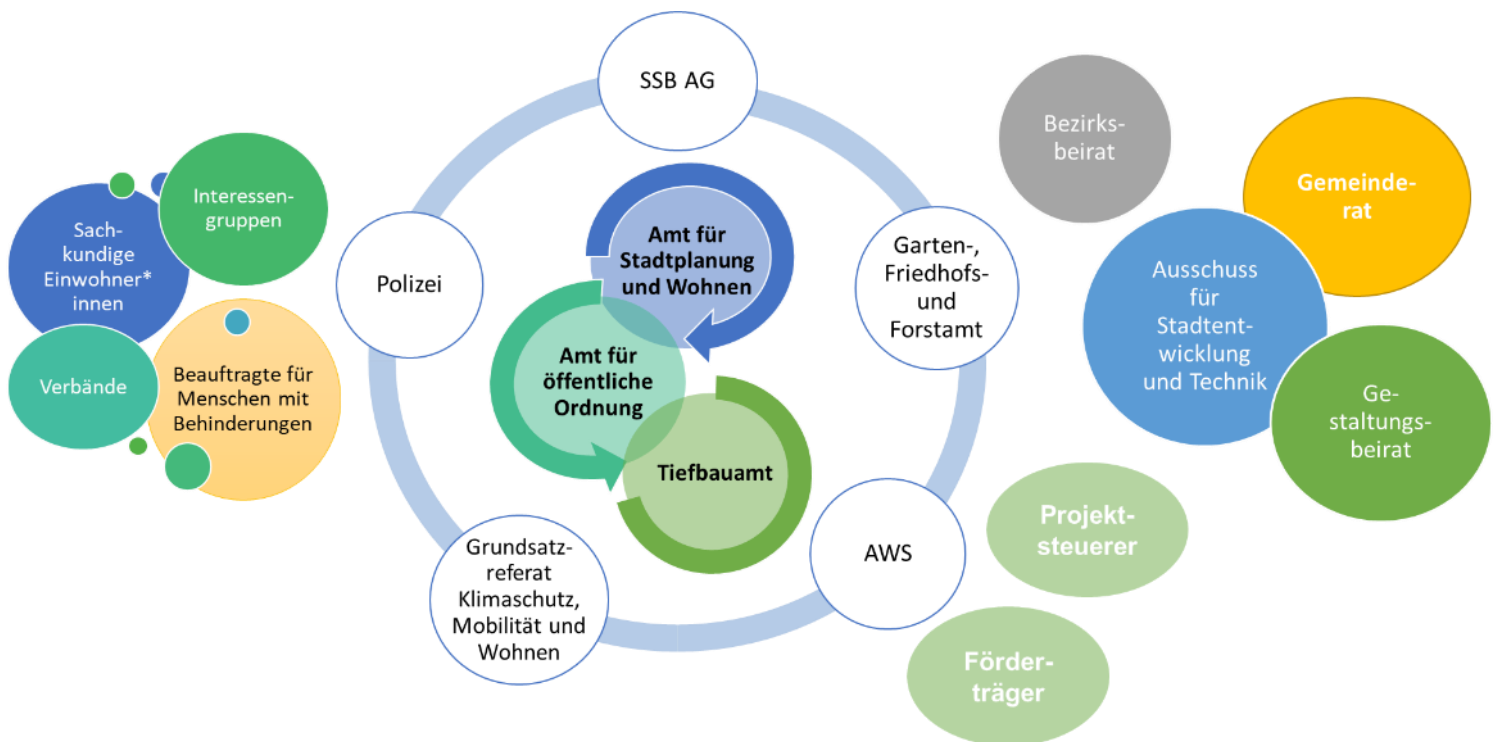 SSB AG
Bezirks-
beirat
Gemeinde-
rat
Interessen-
gruppen
Sach-
kundige
Einwohner*
innen
Amt für
Stadtplanung
und Wohnen
Garten-,
Friedhofs-
und
Forstamt
Polizei
Ausschuss
für
Stadtent-
wicklung
und Technik
Verbände
Beauftragte für
Menschen mit
Behinderungen
Amt für
öffentliche
Ordnung
Ge-
staltungs-
beirat
Tiefbauamt
Projekt-
steuerer
Grundsatz-
referat
Klimaschutz,
Mobilität und
Wohnen
AWS
Förder-
träger